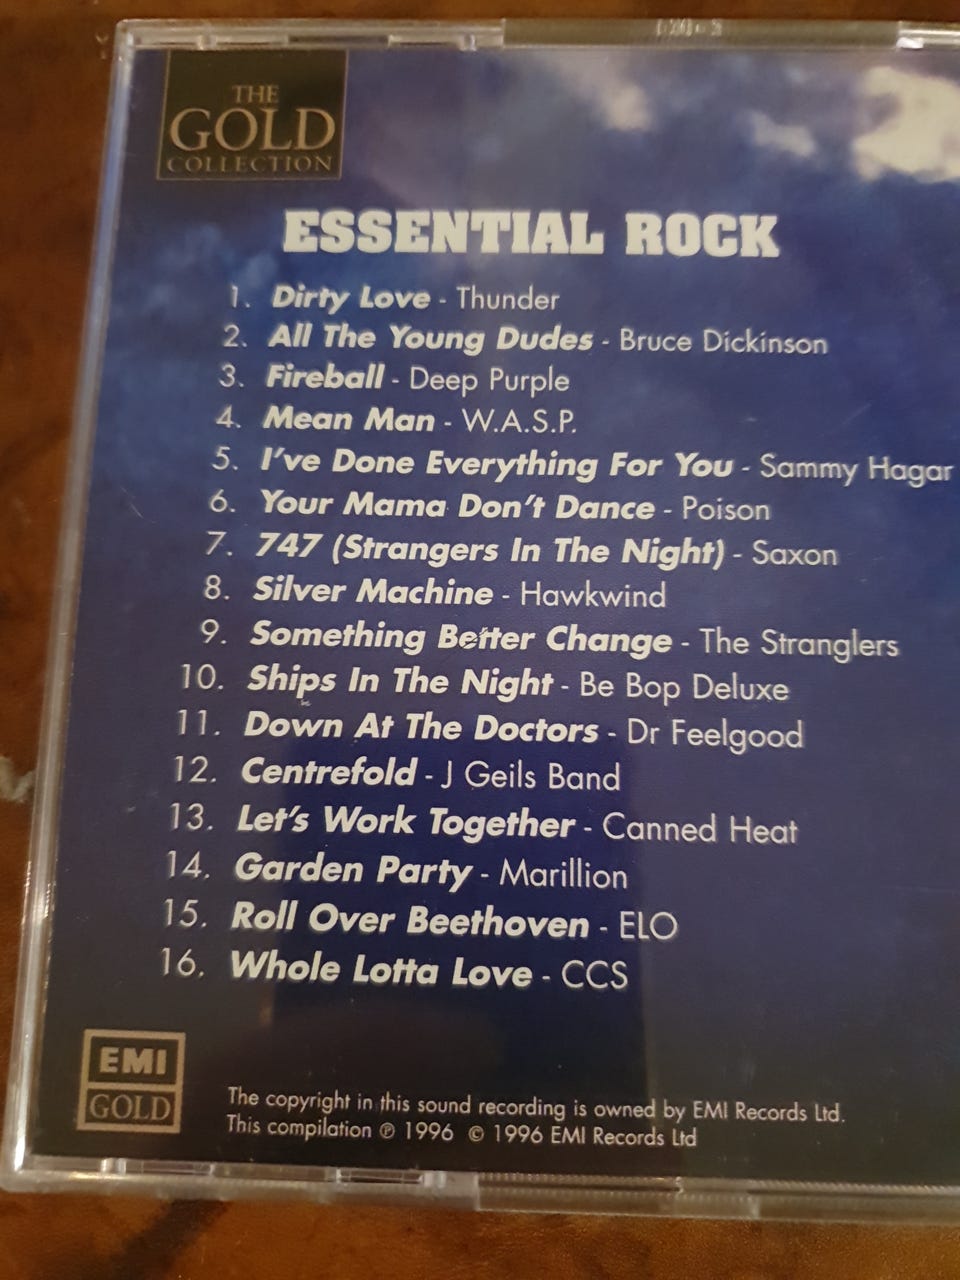 THE
GOLD
COLLECTION
ESSENTIAL ROCK
1. Dirty Love - Thunder
2. All The Young Dudes - Bruce Dickinson
3. Fireball - Deep Purple
4. Mean Man - W.A.S.P.
5. I've Done Everything For You - Sammy Hagar
6. Your Mama Don't Dance - Poison
7. 747 (Strangers In The Night) - Saxon
8. Silver Machine - Hawkwind
9. Something Better Change - The Stranglers
10. Ships In The Night - Be Bop Deluxe
11. Down At The Doctors - Dr Feelgood
12. Centrefold - J Geils Band
13. Let's Work Together - Canned Heat
14. Garden Party - Marillion
15. Roll Over Beethoven - ELO
16. Whole Lotta Love - CCS
EMI
GOLD
The copyright in this sound recording is owned by EMI Records Ltd.
This compilation ℗ 1996 © 1996 EMI Records Ltd